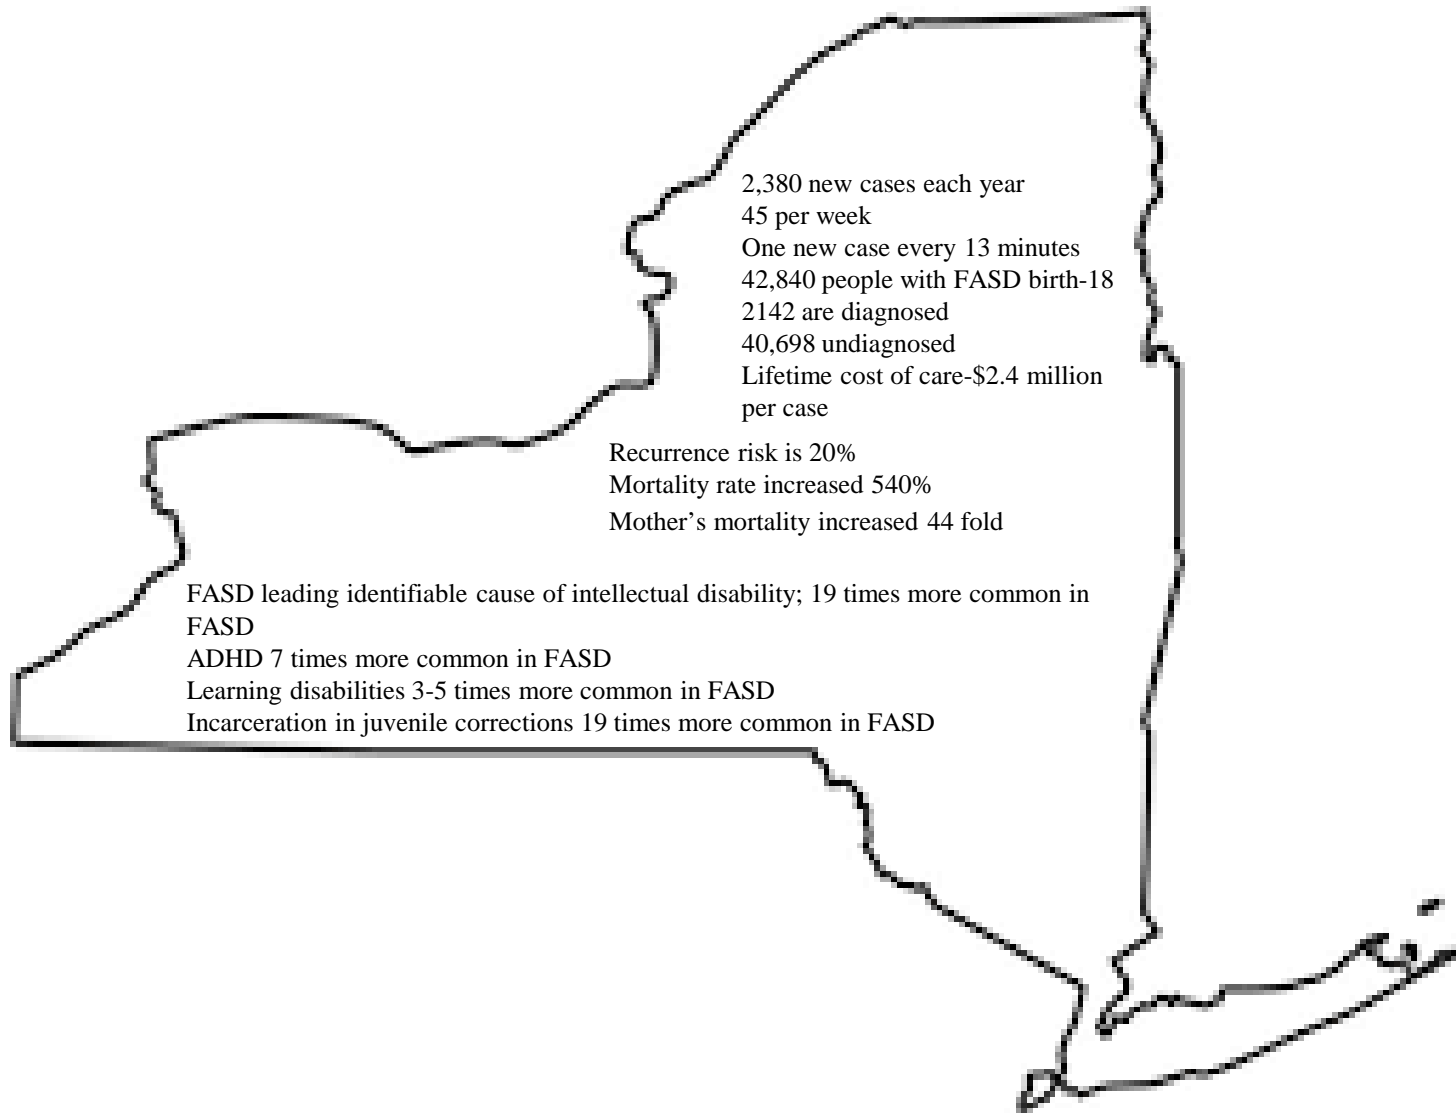 2,380 new cases each year
45 per week
One new case every 13 minutes
42,840 people with FASD birth-18
2142 are diagnosed
40,698 undiagnosed
Lifetime cost of care-$2.4 million
per case
Recurrence risk is 20%
Mortality rate increased 540%
Mother’s mortality increased 44 fold
FASD leading identifiable cause of intellectual disability; 19 times more common in
FASD
ADHD 7 times more common in FASD
Learning disabilities 3-5 times more common in FASD
Incarceration in juvenile corrections 19 times more common in FASD